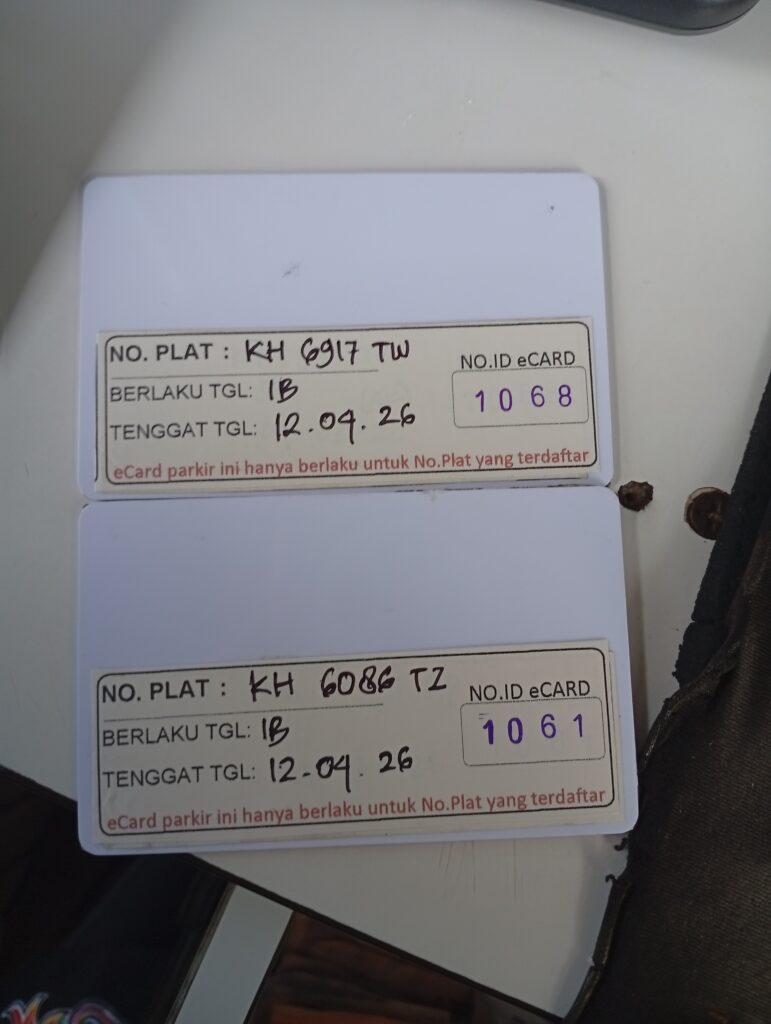 NO. PLAT : KH 6917 TW
NO.ID eCARD
BERLAKU TGL: 1B
1068
TENGGAT TGL: 12.04.26
eCard parkir ini hanya berlaku untuk No.Plat yang terdaftar
NO. PLAT : KH 6086 TZ
NO.ID eCARD
BERLAKU TGL: 1B
1061
TENGGAT TGL: 12-04.26
eCard parkir ini hanya berlaku untuk No.Plat yang terdaftar